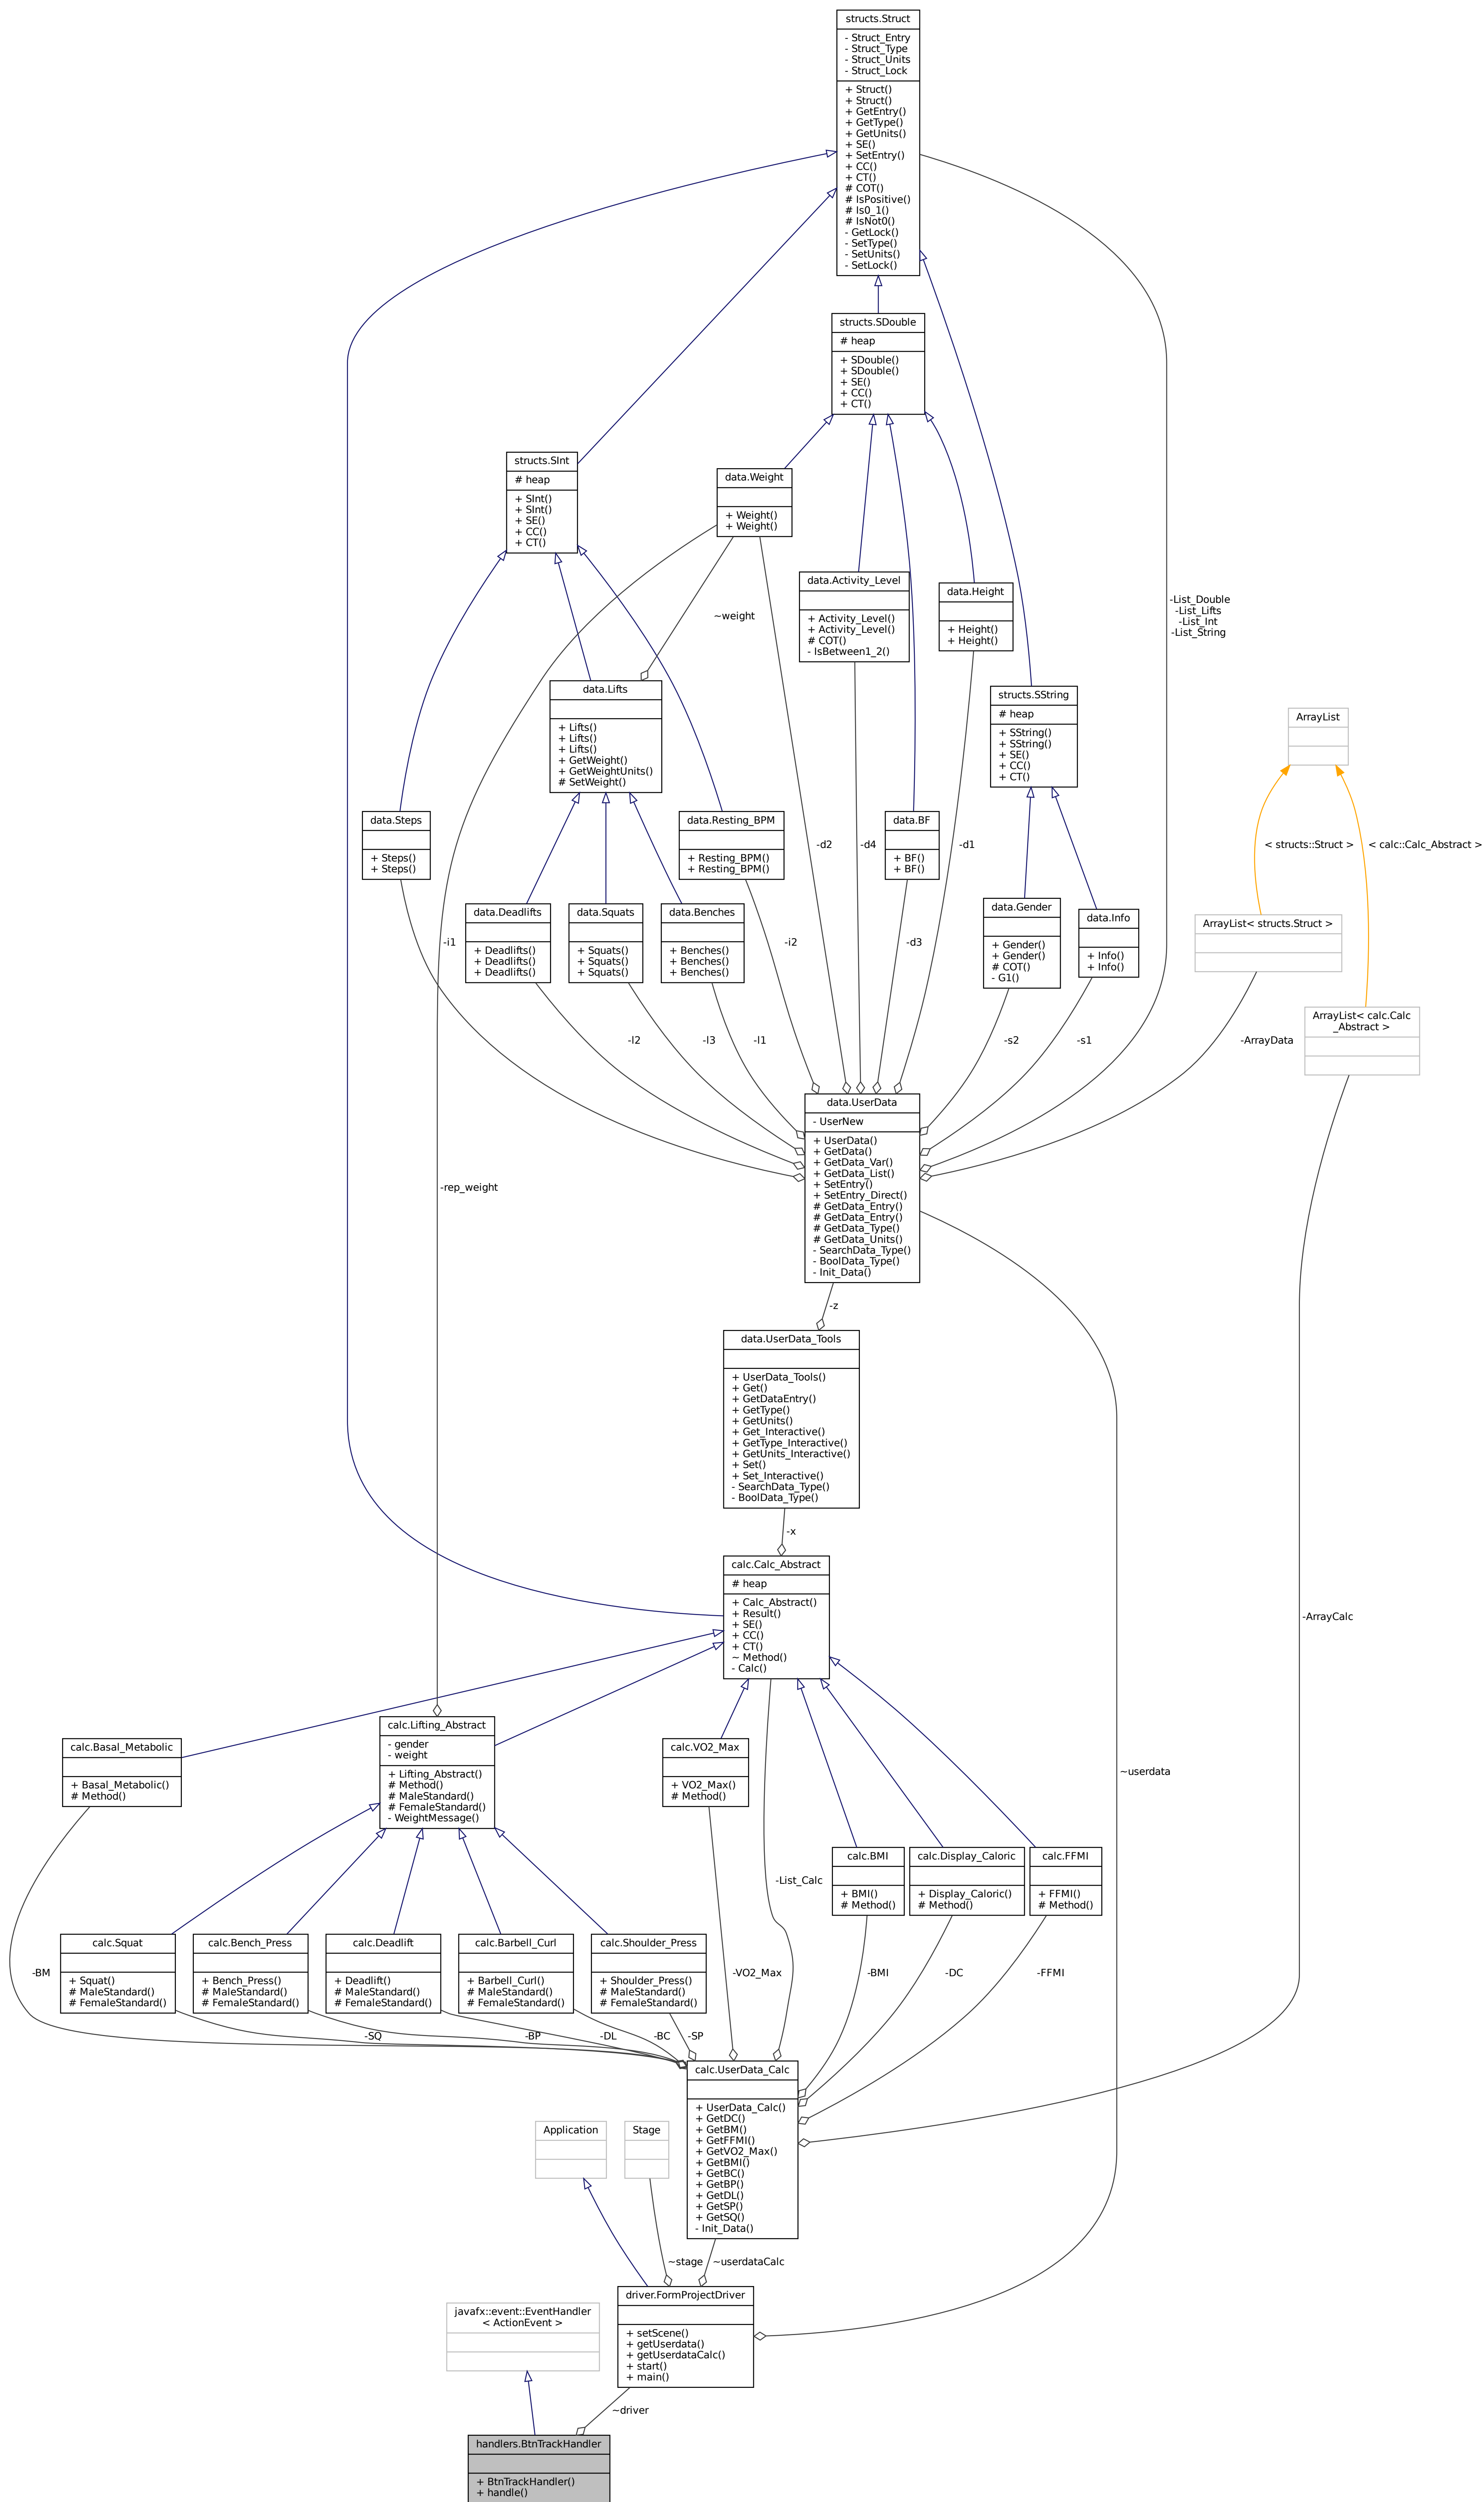 structs.Struct
- Struct_Entry
- Struct_Type
- Struct_Units
- Struct_Lock
+ Struct()
+ Struct()
+ GetEntry()
+ GetType()
+ GetUnits()
+ SE()
+ SetEntry()
+ CC()
+ CT()
# COT()
# IsPositive()
# Is0_1()
# IsNot0()
- GetLock()
- SetType()
- SetUnits()
- SetLock()
structs.SDouble
# heap
+ SDouble()
+ SDouble()
+ SE()
+ CC()
+ CT()
structs.SInt
# heap
+ SInt()
+ SInt()
+ SE()
+ CC()
+ CT()
data.Weight
+ Weight()
+ Weight()
data.Activity_Level
+ Activity_Level()
+ Activity_Level()
# COT()
- IsBetween1_2()
data.Height
+ Height()
+ Height()
-List_Double
-List_Lifts
-List_Int
-List_String
~weight
data.Lifts
+ Lifts()
+ Lifts()
+ Lifts()
+ GetWeight()
+ GetWeightUnits()
# SetWeight()
structs.SString
# heap
+ SString()
+ SString()
+ SE()
+ CC()
+ CT()
ArrayList
data.Steps
+ Steps()
+ Steps()
data.Resting_BPM
+ Resting_BPM()
+ Resting_BPM()
data.BF
+ BF()
+ BF()
-d2
-d4
-d1
< structs::Struct >
< calc::Calc_Abstract >
data.Deadlifts
+ Deadlifts()
+ Deadlifts()
+ Deadlifts()
data.Squats
+ Squats()
+ Squats()
+ Squats()
data.Benches
+ Benches()
+ Benches()
+ Benches()
data.Gender
+ Gender()
+ Gender()
# COT()
- G1()
data.Info
+ Info()
+ Info()
ArrayList< structs.Struct >
-i1
-i2
-d3
ArrayList< calc.Calc
_Abstract >
-l2
-l3
-l1
-s2
-s1
-ArrayData
data.UserData
- UserNew
+ UserData()
+ GetData()
+ GetData_Var()
+ GetData_List()
+ SetEntry()
+ SetEntry_Direct()
# GetData_Entry()
# GetData_Entry()
# GetData_Type()
# GetData_Units()
- SearchData_Type()
- BoolData_Type()
- Init_Data()
-rep_weight
-z
data.UserData_Tools
+ UserData_Tools()
+ Get()
+ GetDataEntry()
+ GetType()
+ GetUnits()
+ Get_Interactive()
+ GetType_Interactive()
+ GetUnits_Interactive()
+ Set()
+ Set_Interactive()
- SearchData_Type()
- BoolData_Type()
-x
calc.Calc_Abstract
# heap
+ Calc_Abstract()
+ Result()
+ SE()
+ CC()
+ CT()
~ Method()
- Calc()
-ArrayCalc
calc.Basal_Metabolic
+ Basal_Metabolic()
# Method()
calc.Lifting_Abstract
- gender
- weight
+ Lifting_Abstract()
# Method()
# MaleStandard()
# FemaleStandard()
- WeightMessage()
calc.VO2_Max
+ VO2_Max()
# Method()
~userdata
calc.BMI
+ BMI()
# Method()
calc.Display_Caloric
+ Display_Caloric()
# Method()
calc.FFMI
+ FFMI()
# Method()
-List_Calc
calc.Squat
+ Squat()
# MaleStandard()
# FemaleStandard()
calc.Bench_Press
+ Bench_Press()
# MaleStandard()
# FemaleStandard()
calc.Deadlift
+ Deadlift()
# MaleStandard()
# FemaleStandard()
calc.Barbell_Curl
+ Barbell_Curl()
# MaleStandard()
# FemaleStandard()
calc.Shoulder_Press
+ Shoulder_Press()
# MaleStandard()
# FemaleStandard()
-BM
-VO2_Max
-BMI
-DC
-FFMI
-SQ
-BP
-DL
-BC
-SP
calc.UserData_Calc
+ UserData_Calc()
+ GetDC()
+ GetBM()
+ GetFFMI()
+ GetVO2_Max()
+ GetBMI()
+ GetBC()
+ GetBP()
+ GetDL()
+ GetSP()
+ GetSQ()
- Init_Data()
Application
Stage
~stage
~userdataCalc
driver.FormProjectDriver
+ setScene()
+ getUserdata()
+ getUserdataCalc()
+ start()
+ main()
javafx::event::EventHandler
< ActionEvent >
~driver
handlers.BtnTrackHandler
+ BtnTrackHandler()
+ handle()